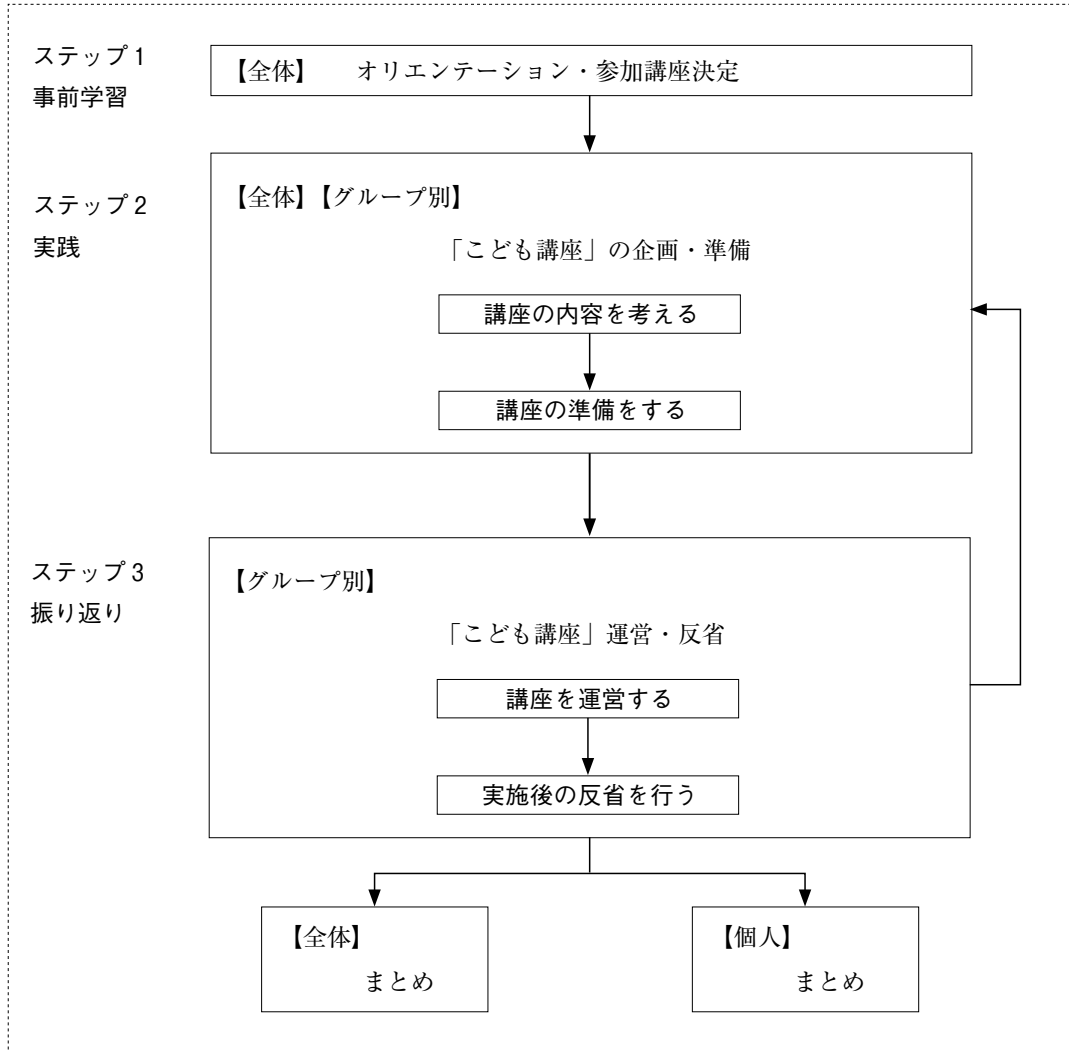 ステップ1
事前学習
【全体】 オリエンテーション・参加講座決定
ステップ2
実践
【全体】【グループ別】
「こども講座」の企画・準備
講座の内容を考える
講座の準備をする
ステップ3
振り返り
【グループ別】
「こども講座」運営・反省
講座を運営する
実施後の反省を行う
【全体】
まとめ
【個人】
まとめ